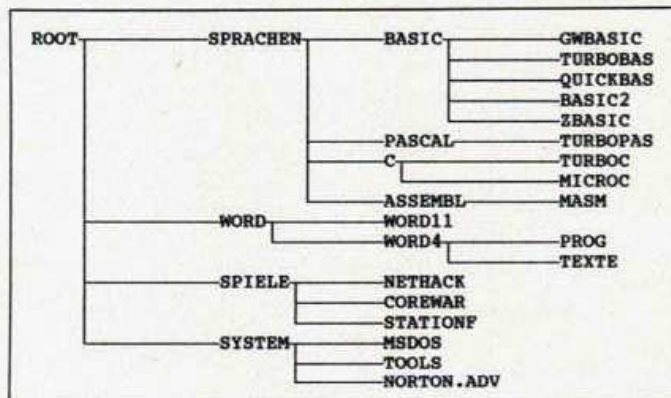 ROOT SPRACHEN BASIC GWBASIC
TURBOBAS
QUICKBAS
BASIC2
ZBASIC
PASCAL TURBOPAS
C TURBOC
MICROC
ASSEMBL MASM
WORD WORD11
WORD4 PROG
TEXTE
SPIELE NETHACK
COREWAR
STATIONF
SYSTEM MSDOS
TOOLS
NORTON.ADV